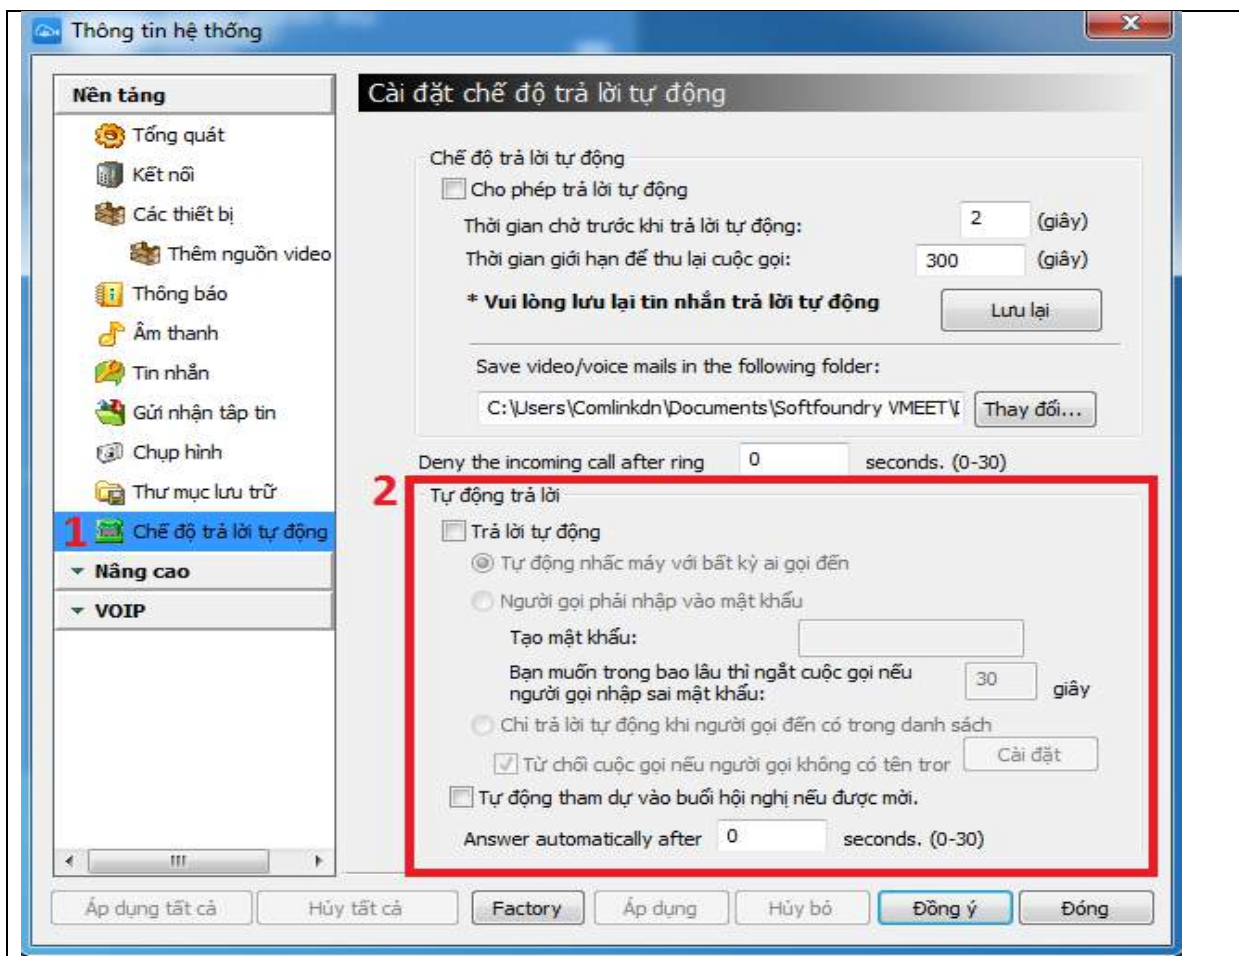 Thông tin hệ thống
Nền tảng
Tổng quát
Kết nối
Các thiết bị
Thêm nguồn video
Thông báo
Âm thanh
Tin nhắn
Gửi nhận tâp tin
Chụp hình
Thư mục lưu trữ
1 Chế độ trả lời tự động
Nâng cao
VOIP
Cài đặt chế độ trả lời tự động
Chế độ trả lời tự động
Cho phép trả lời tự động
Thời gian chờ trước khi trả lời tự động: 2 (giây)
Thời gian giới hạn để thu lại cuộc gọi: 300 (giây)
* Vui lòng lưu lại tin nhắn trả lời tự động Lưu lại
Save video/voice mails in the following folder:
C:\Users\Comlinkdn\Documents\Softfoundry VMEET\ Thay đổi...
Deny the incoming call after ring 0 seconds. (0-30)
2 Tự động trả lời
Trả lời tự động
Tự động nhấc máy với bất kỳ ai gọi đến
Người gọi phải nhập vào mật khẩu
Tạo mật khẩu:
Bạn muốn trong bao lâu thì ngắt cuộc gọi nếu
người gọi nhập sai mật khẩu: 30 giây
Chỉ trả lời tự động khi người gọi đến có trong danh sách
Từ chối cuộc gọi nếu người gọi không có tên tror Cài đặt
Tự động tham dự vào buổi hội nghị nếu được mời.
Answer automatically after 0 seconds. (0-30)
Áp dụng tất cả Hủy tất cả Factory Áp dụng Hủy bỏ Đồng ý Đóng